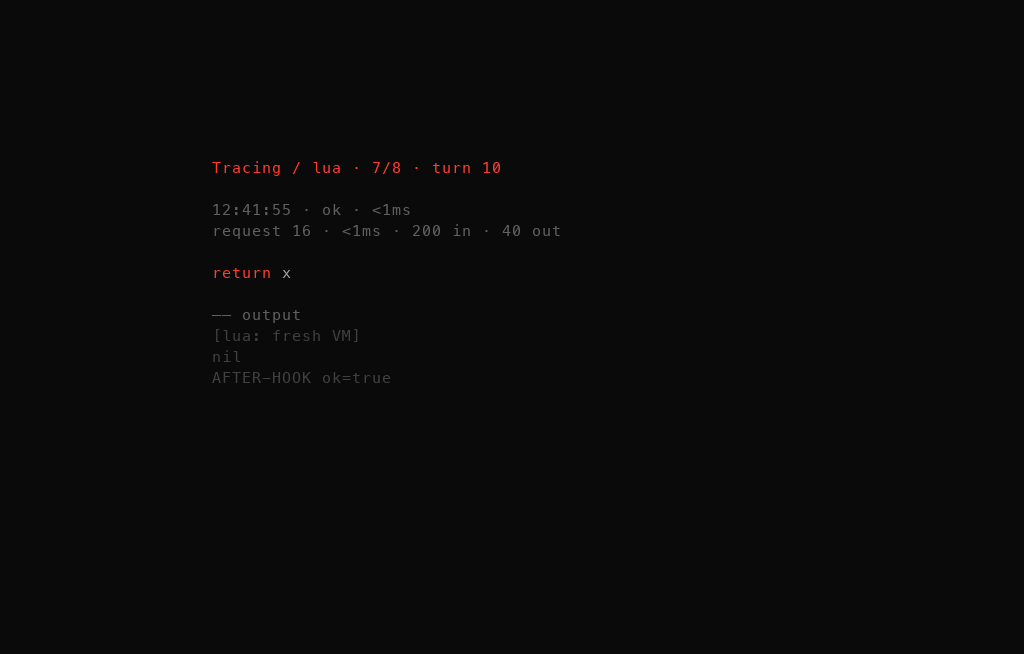 Tracing / lua · 7/8 · turn 10
12:41:55 · ok · <1ms
request 16 · <1ms · 200 in · 40 out
return x
—— output
[lua: fresh VM]
nil
AFTER—HOOK ok=true